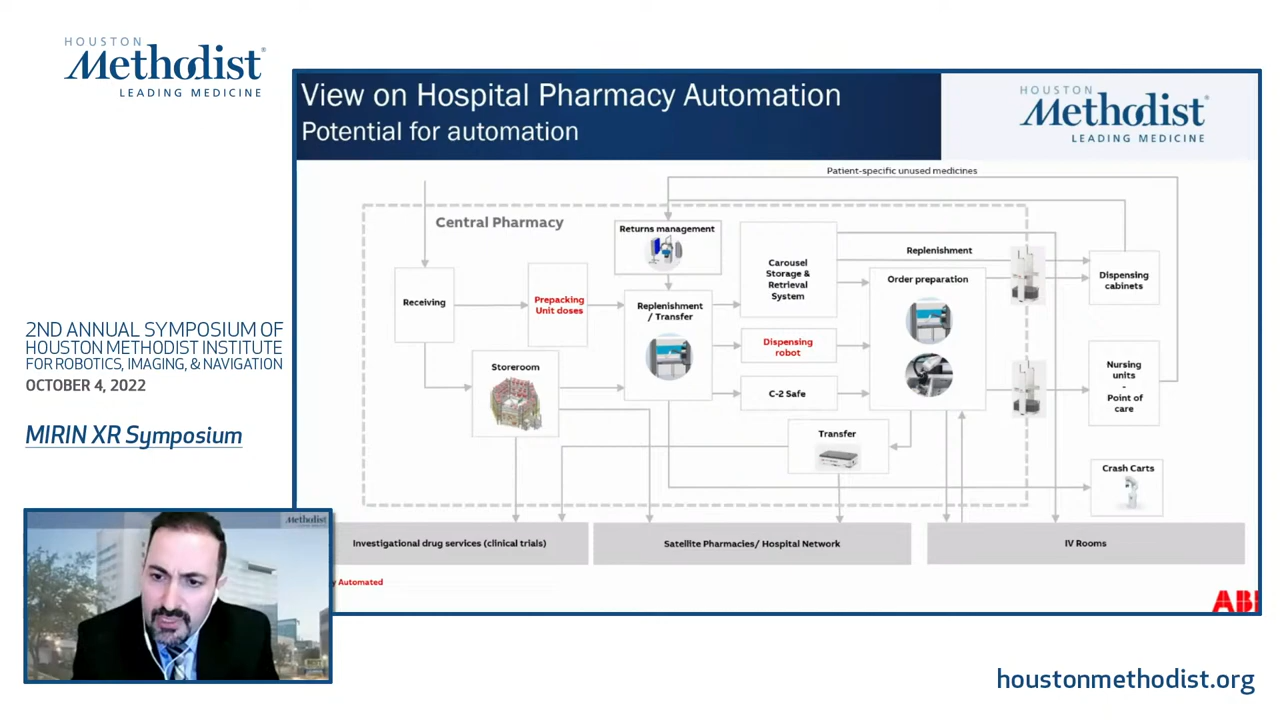 HOUSTON
Methodist
LEADING MEDICINE
2ND ANNUAL SYMPOSIUM OF
HOUSTON METHODIST INSTITUTE
FOR ROBOTICS, IMAGING, & NAVIGATION
OCTOBER 4, 2022
MIRIN XR Symposium
View on Hospital Pharmacy Automation
Potential for automation
HOUSTON
Methodist
LEADING MEDICINE
Patient-specific unused medicines
Central Pharmacy
Receiving
Prepacking
Unit doses
Storeroom
Returns management
Replenishment
/ Transfer
Carousel
Storage &
Retrieval
System
Dispensing
robot
C-2 Safe
Transfer
Replenishment
Order preparation
Dispensing
cabinets
Nursing
units
-
Point of
care
Crash Carts
Investigational drug services (clinical trials)
Satellite Pharmacies/ Hospital Network
IV Rooms
Automated
Methodist
houstonmethodist.org